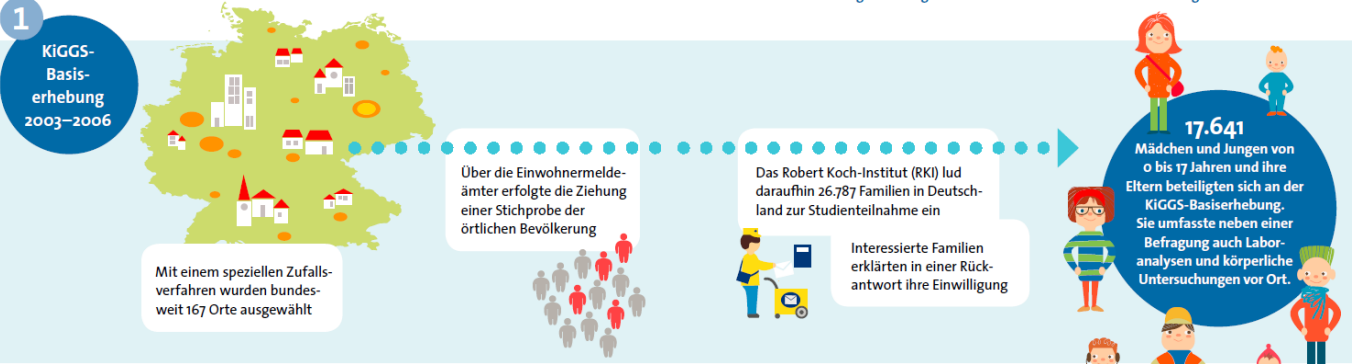 1
KiGGS-
Basis-
erhebung
2003–2006
Mit einem speziellen Zufalls-
verfahren wurden bundes-
weit 167 Orte ausgewählt
Über die Einwohnermelde-
ämter erfolgte die Ziehung
einer Stichprobe der
örtlichen Bevölkerung
Das Robert Koch-Institut (RKI) lud
daraufhin 26.787 Familien in Deutsch-
land zur Studienteilnahme ein
Interessierte Familien
erklärten in einer Rück-
antwort ihre Einwilligung
17.641
Mädchen und Jungen von
0 bis 17 Jahren und ihre
Eltern beteiligten sich an der
KiGGS-Basiserhebung.
Sie umfasste neben einer
Befragung auch Labor-
analysen und körperliche
Untersuchungen vor Ort.